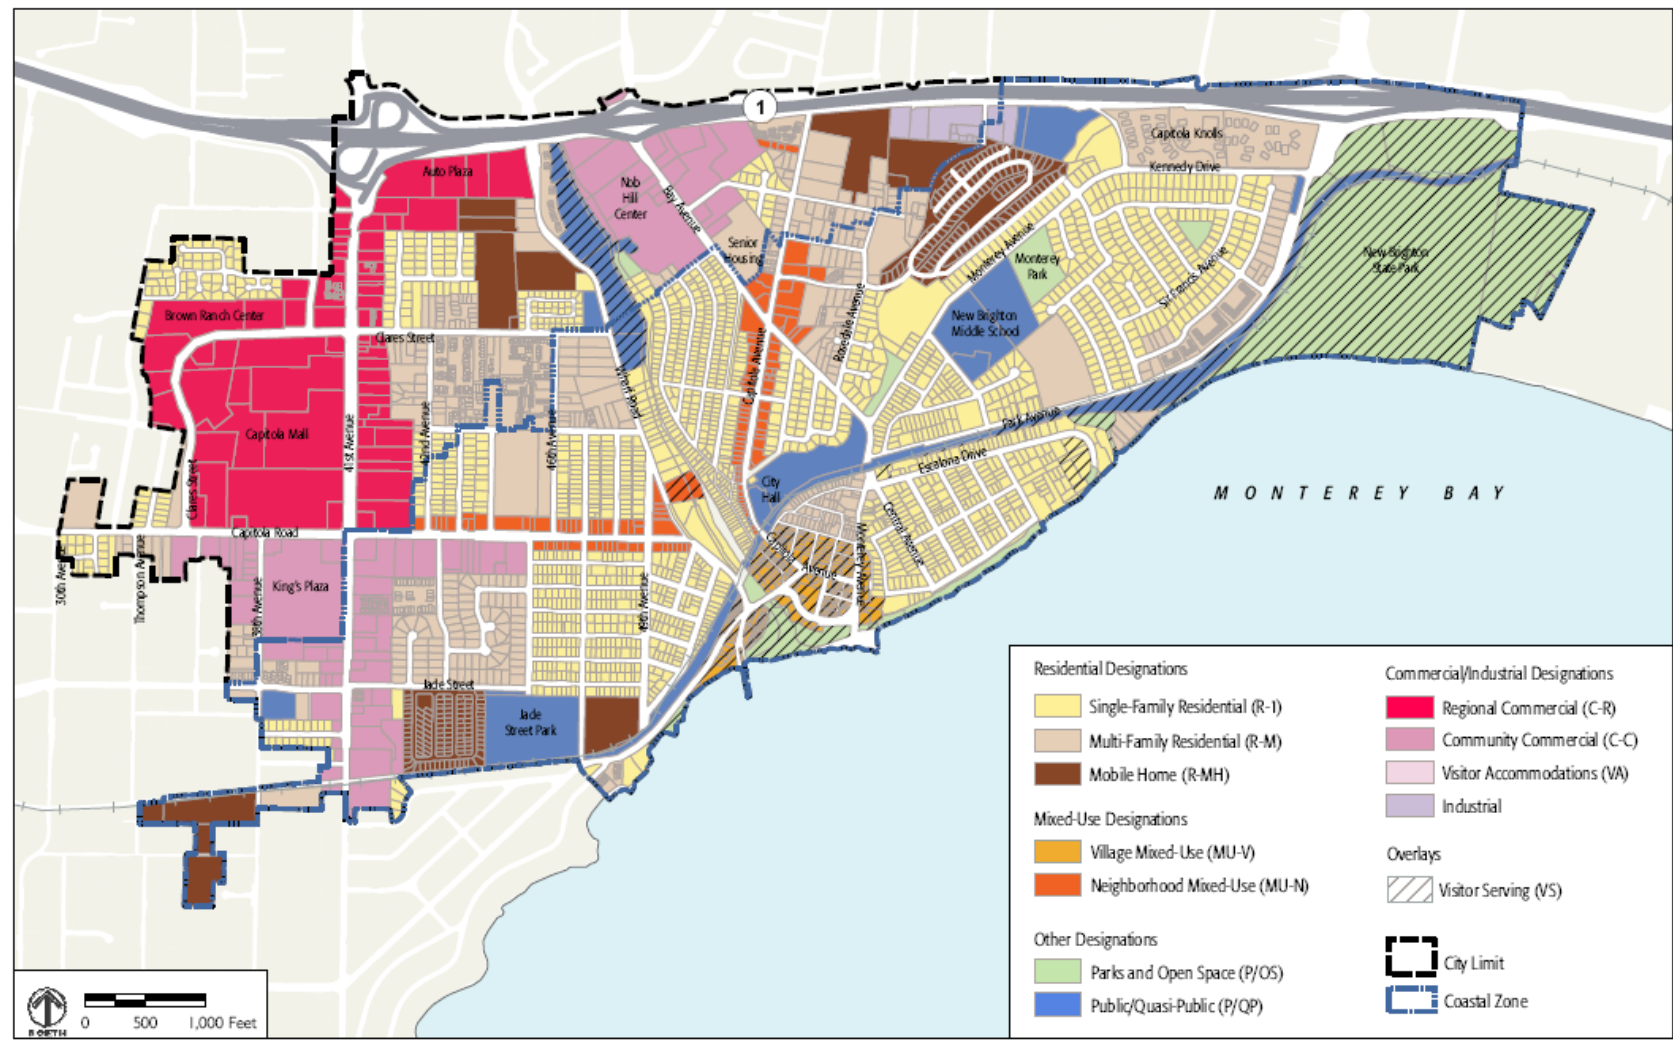 1
Capitola Knolls
Kennedy Drive
Auto Plaza
Nob
Hill
Center
Bay Avenue
Senior
Housing
Monterey Avenue
Monterey
Park
New Brighton
State Park
Sir Francis Avenue
Brown Ranch Center
Clares Street
New Brighton
Middle School
Rosedale Avenue
Capitola Avenue
Wharf Road
Capitola Mall
41st Avenue
42nd Avenue
46th Avenue
Park Avenue
Escalona Drive
Clares Street
City
Hall
MONTEREY BAY
Capitola Road
Central Avenue
Monterey Avenue
Capitola Avenue
30th Avenue
Thompson Avenue
38th Avenue
King's Plaza
49th Avenue
Jade Street
Jade
Street Park
Residential Designations
Single-Family Residential (R-1)
Multi-Family Residential (R-M)
Mobile Home (R-MH)
Mixed-Use Designations
Village Mixed-Use (MU-V)
Neighborhood Mixed-Use (MU-N)
Other Designations
Parks and Open Space (P/OS)
Public/Quasi-Public (P/QP)
Commercial/Industrial Designations
Regional Commercial (C-R)
Community Commercial (C-C)
Visitor Accommodations (VA)
Industrial
Overlays
Visitor Serving (VS)
City Limit
Coastal Zone
NORTH
0 500 1,000 Feet